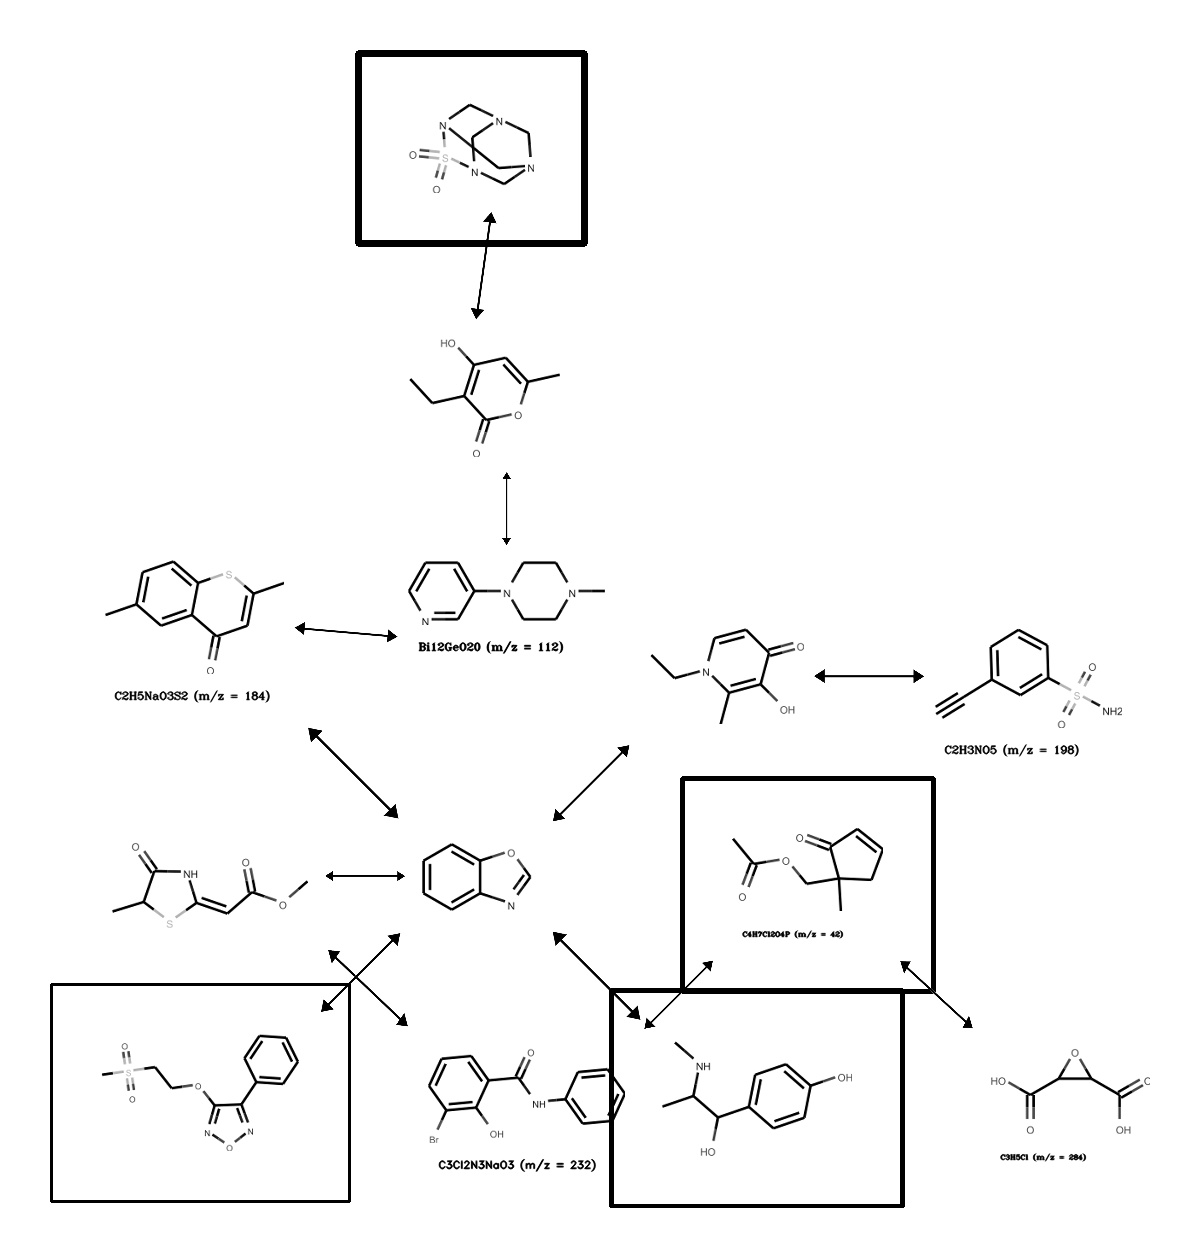 N
N
O
S
N
N
O
HO
O
O
S
O
N
N
N
Bi12GeO20 (m/z = 112)
C2H5NaO3S2 (m/z = 184)
O
N
OH
O
S
O
NH2
C2H3NO5 (m/z = 198)
O
NH
O
O
S
O
N
O
O
O
C4H7Cl2O4P (m/z = 42)
O
S
O
O
N
N
O
O
NH
OH
Br
C3Cl2N3NaO3 (m/z = 232)
NH
OH
HO
O
HO
O
OH
C3H5Cl (m/z = 284)